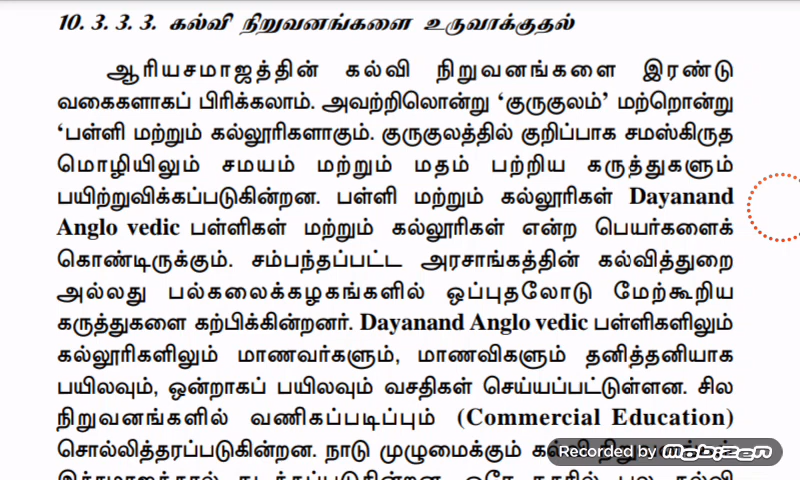 10. 3. 3. 3. கல்வி நிறுவனங்களை உருவாக்குதல்
ஆரியசமாஜத்தின் கல்வி நிறுவனங்களை இரண்டு
வகைகளாகப் பிரிக்கலாம். அவற்றிலொன்று ‘குருகுலம்’ மற்றொன்று
‘பள்ளி மற்றும் கல்லூரிகளாகும். குருகுலத்தில் குறிப்பாக சமஸ்கிருத
மொழியிலும் சமயம் மற்றும் மதம் பற்றிய கருத்துகளும்
பயிற்றுவிக்கப்படுகின்றன. பள்ளி மற்றும் கல்லூரிகள் Dayanand
Anglo vedic பள்ளிகள் மற்றும் கல்லூரிகள் என்ற பெயர்களைக்
கொண்டிருக்கும். சம்பந்தப்பட்ட அரசாங்கத்தின் கல்வித்துறை
அல்லது பல்கலைக்கழகங்களில் ஒப்புதலோடு மேற்கூறிய
கருத்துகளை கற்பிக்கின்றனர். Dayanand Anglo vedic பள்ளிகளிலும்
கல்லூரிகளிலும் மாணவர்களும், மாணவிகளும் தனித்தனியாக
பயிலவும், ஒன்றாகப் பயிலவும் வசதிகள் செய்யப்பட்டுள்ளன. சில
நிறுவனங்களில் வணிகப்படிப்பும் (Commercial Education)
சொல்லித்தரப்படுகின்றன. நாடு முழுமைக்கும் கல்வி
Recorded by mobizen